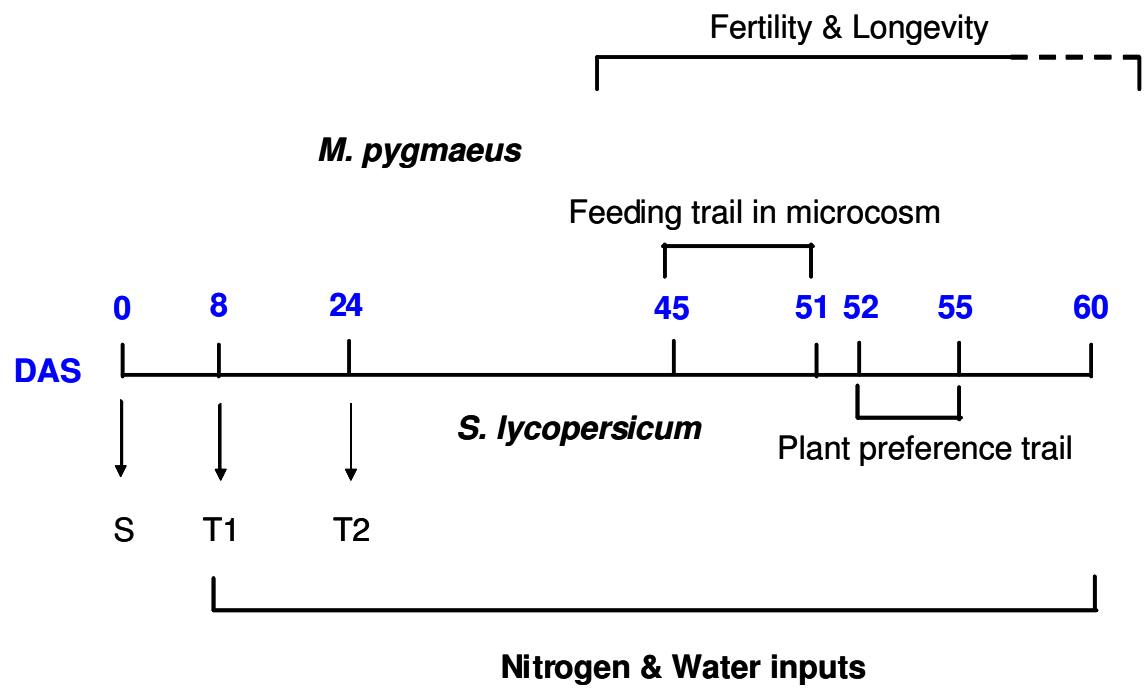 Fertility & Longevity
M. pygmaeus
Feeding trail in microcosm
0 8 24 45 51 52 55 60
DAS
S. lycopersicum
Plant preference trail
S T1 T2
Nitrogen & Water inputs